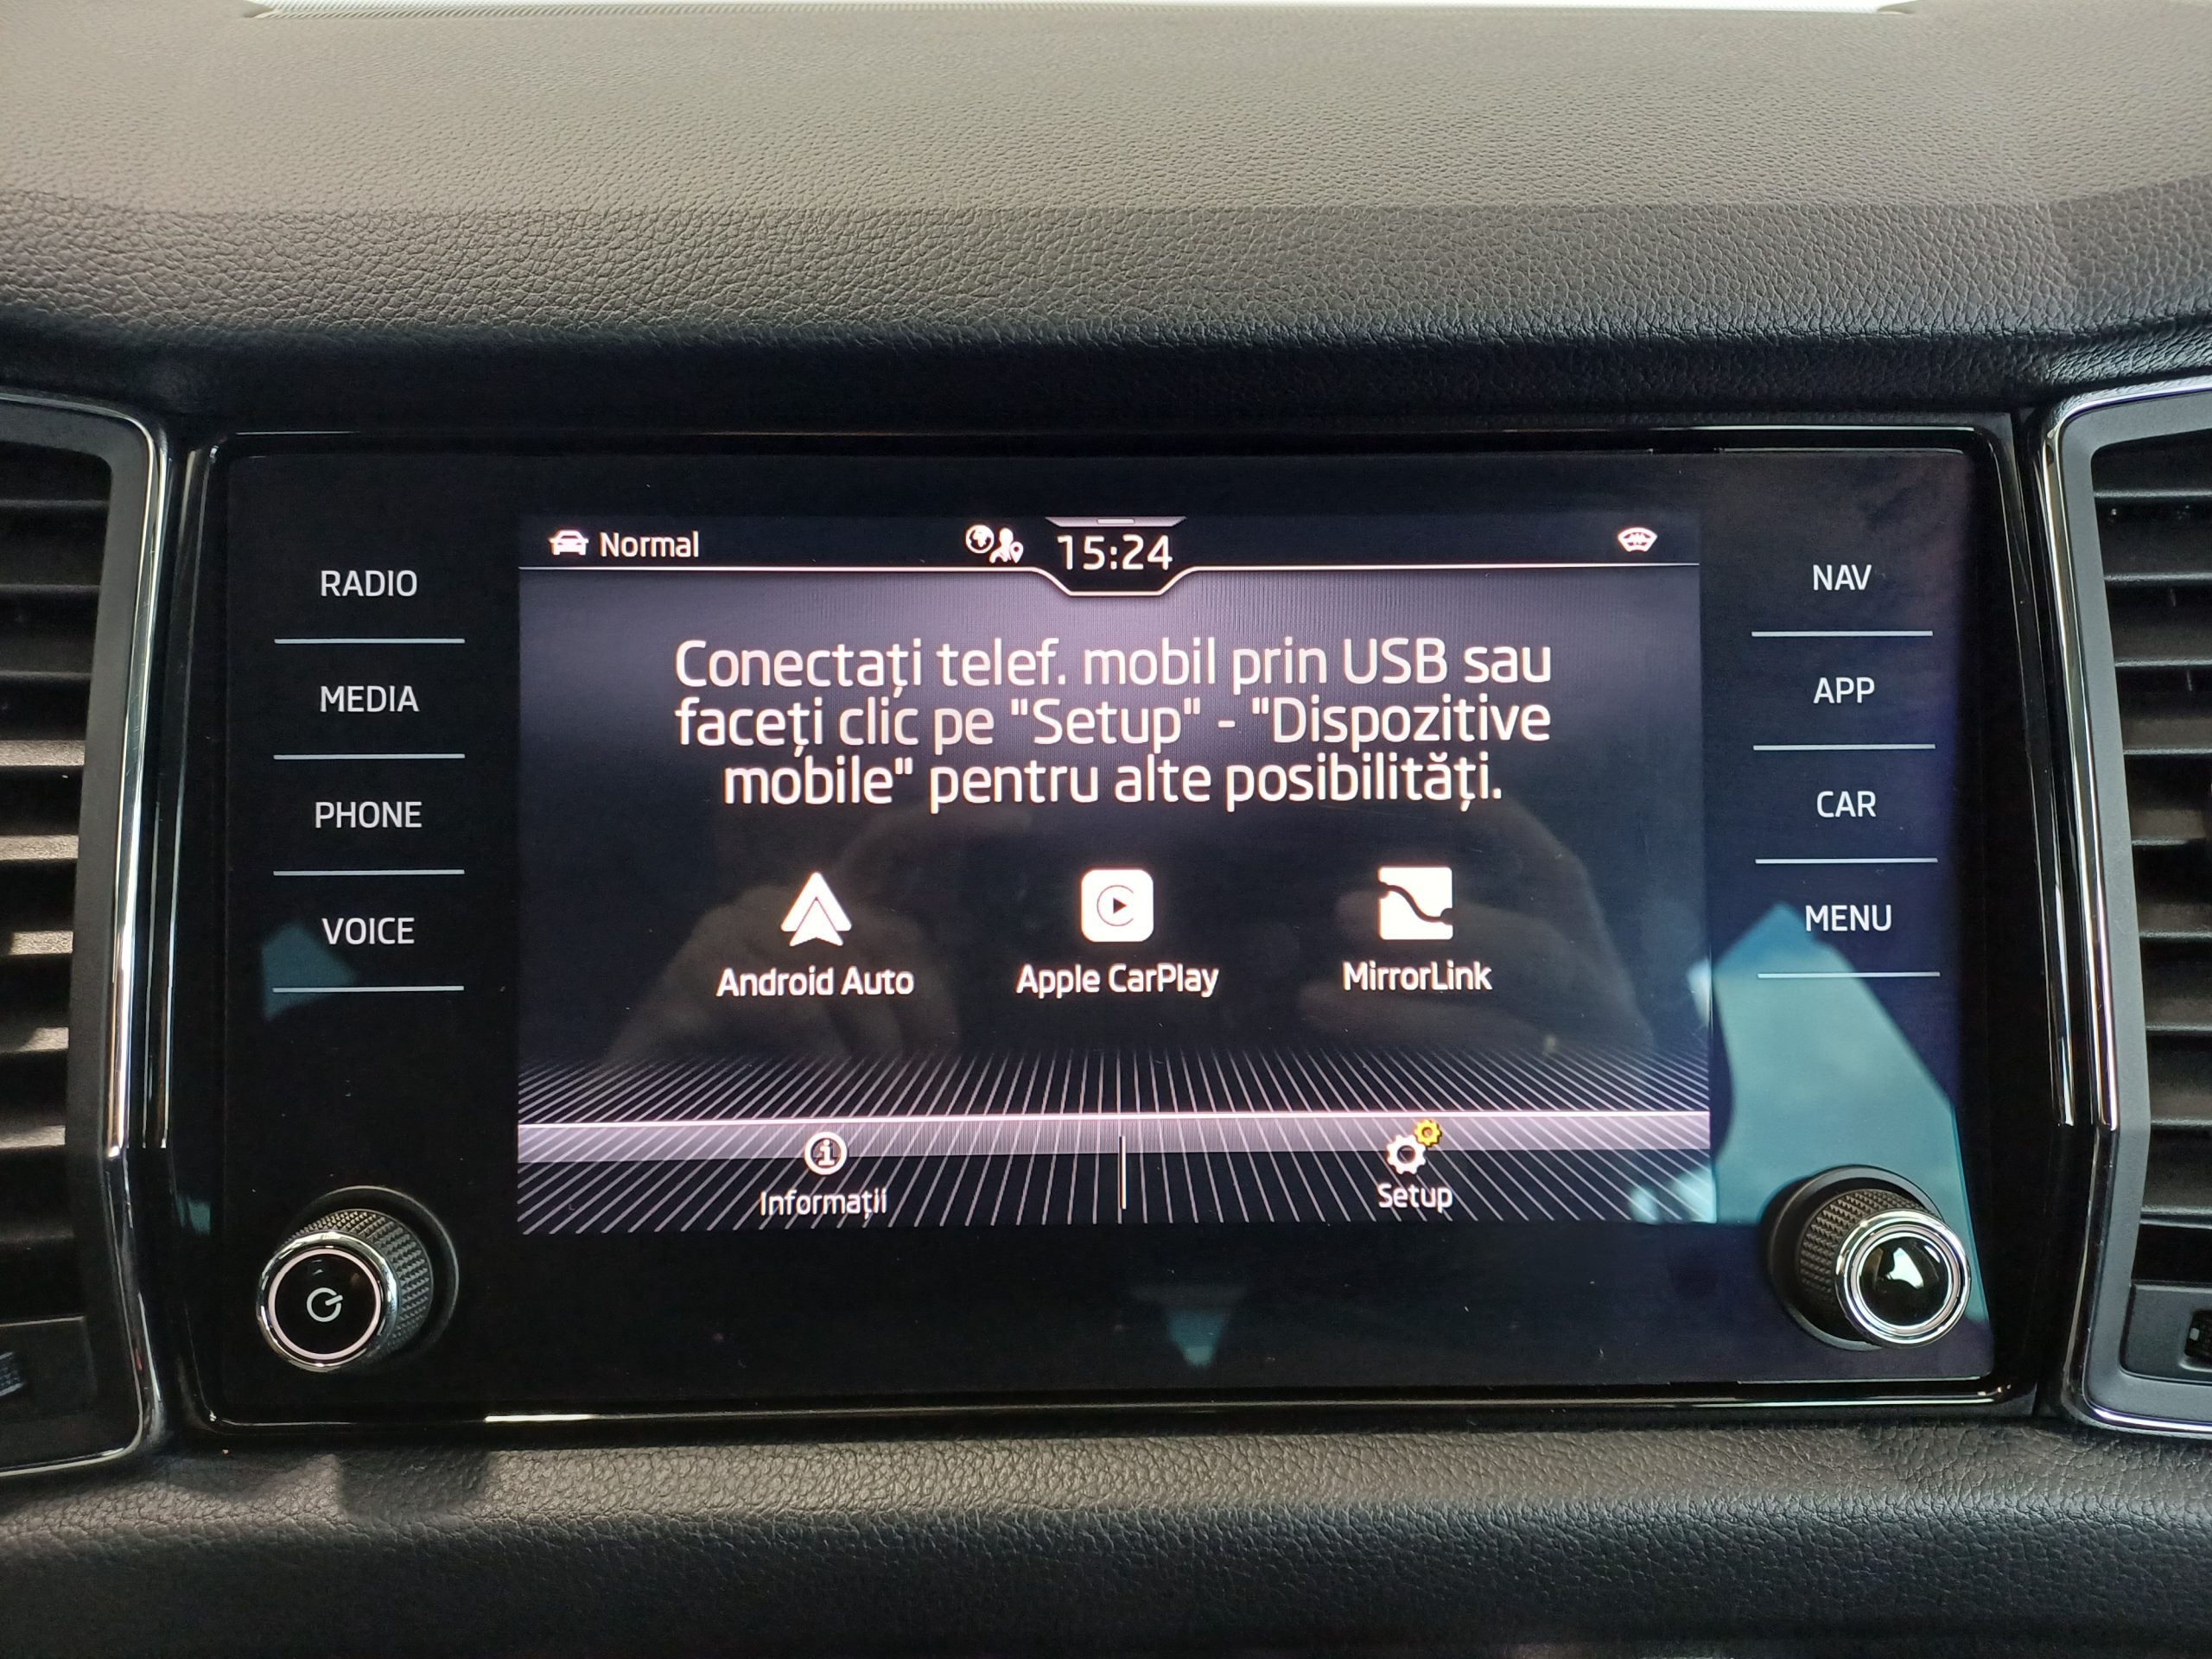 Normal
15:24
RADIO
MEDIA
PHONE
VOICE
Conectați telef. mobil prin USB sau
faceți clic pe "Setup" - "Dispozitive
mobile" pentru alte posibilități.
Android Auto
Apple CarPlay
MirrorLink
Informații
Setup
NAV
APP
CAR
MENU